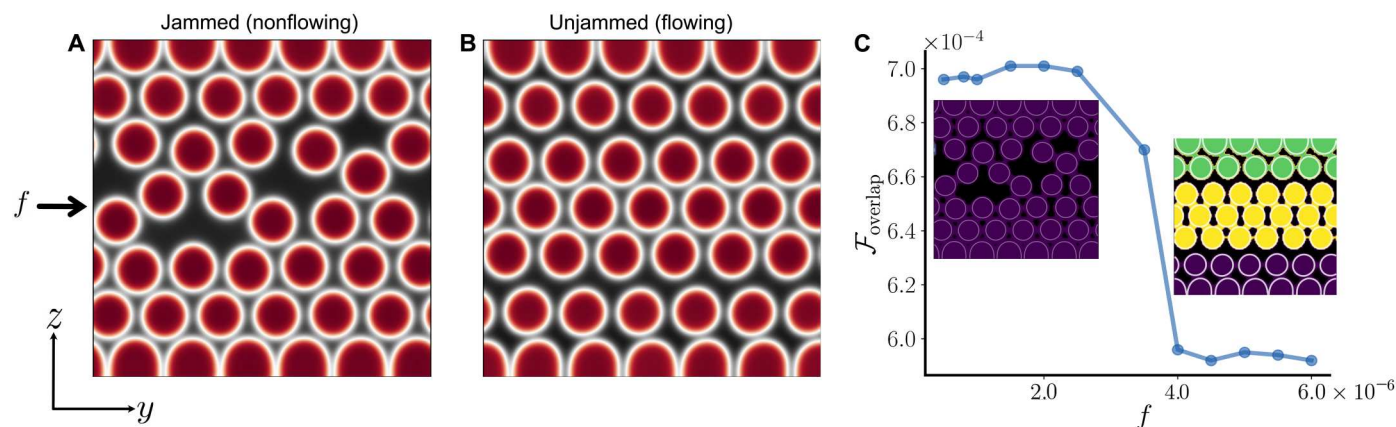 Jammed (nonflowing)
Unjammed (flowing)
A
B
C
×10⁻⁴
7.0
6.8
6.6
6.4
6.2
6.0
ℱ_overlap
f
z
y
2.0
4.0
6.0 × 10⁻⁶
f